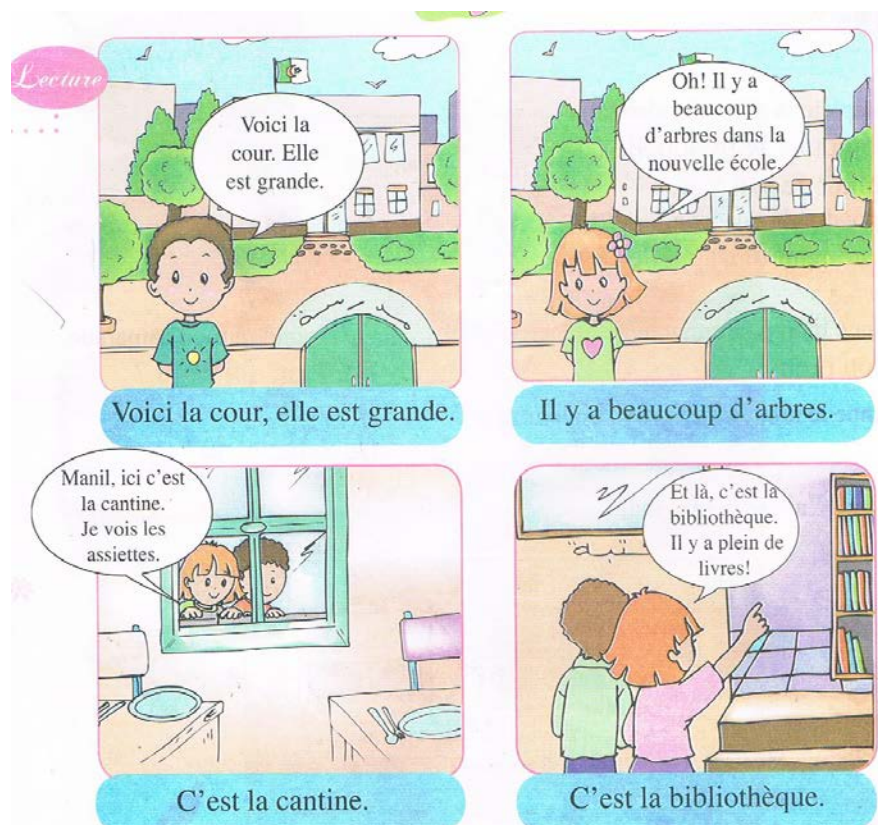 Lecture
Voici la
cour. Elle
est grande.
Oh! Il y a
beaucoup
d'arbres dans la
nouvelle école.
Voici la cour, elle est grande.
Il y a beaucoup d'arbres.
Manil, ici c'est
la cantine.
Je vois les
assiettes.
Et là, c'est la
bibliothèque.
Il y a plein de
livres!
C'est la cantine.
C'est la bibliothèque.